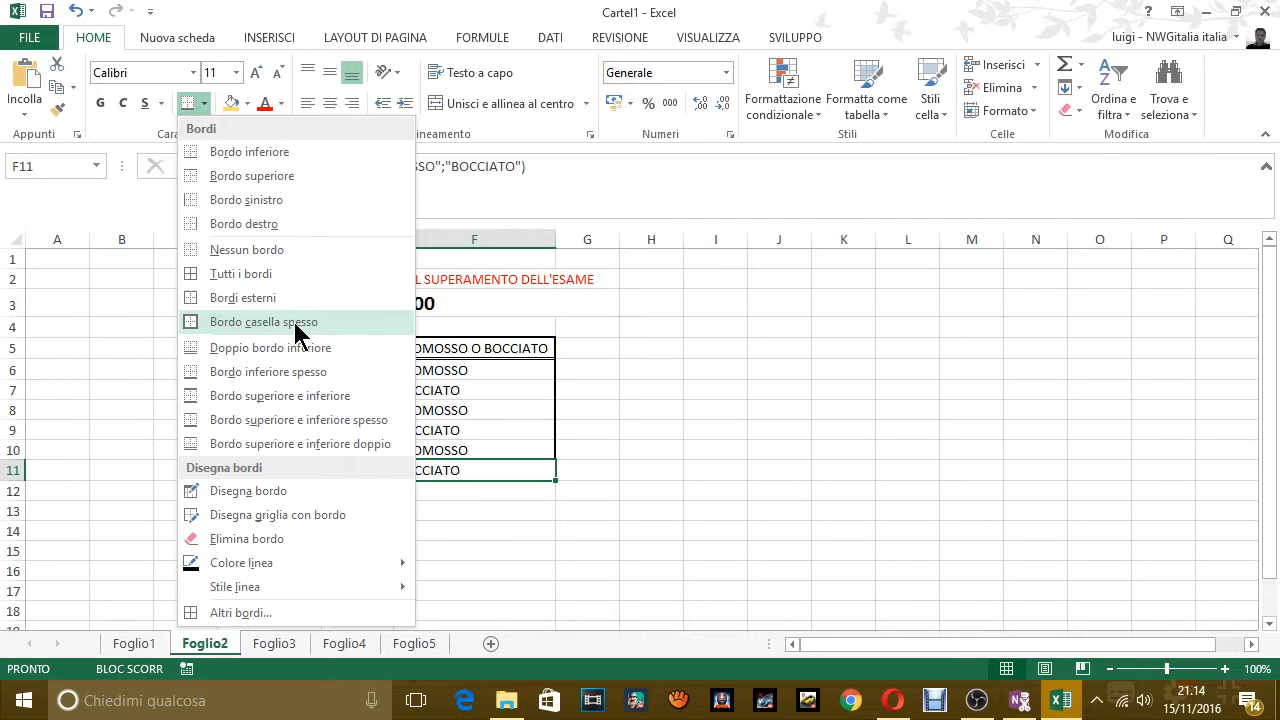 Cartel1 - Excel
FILE HOME Nuova scheda INSERISCI LAYOUT DI PAGINA FORMULE DATI REVISIONE VISUALIZZA SVILUPPO luigi - NWGitalia italia
Incolla
Calibri 11
G C S
Testo a capo
Unisci e allinea al centro
Generale
% 000
Formattazione condizionale
Formatta come tabella
Stili cella
Inserisci
Elimina
Formato
Ordina e filtra
Trova e seleziona
Appunti Cara lineamento Numeri Stili Celle Modifica
F11 SSO";"BOCCIATO")
Bordi
Bordo inferiore
Bordo superiore
Bordo sinistro
Bordo destro
Nessun bordo
Tutti i bordi
Bordi esterni
Bordo casella spesso
Doppio bordo inferiore
Bordo inferiore spesso
Bordo superiore e inferiore
Bordo superiore e inferiore spesso
Bordo superiore e inferiore doppio
Disegna bordi
Disegna bordo
Disegna griglia con bordo
Elimina bordo
Colore linea
Stile linea
Altri bordi...
A B F G H I J K L M N O P Q
1
2 L SUPERAMENTO DELL'ESAME
3 00
4
5 OMOSSO O BOCCIATO
6 OMOSSO
7 CCIATO
8 OMOSSO
9 CCIATO
10 OMOSSO
11 CCIATO
12
13
14
15
16
17
18
Foglio1 Foglio2 Foglio3 Foglio4 Foglio5
PRONTO BLOC SCORR 100%
Chiedimi qualcosa
21.14
15/11/2016
14